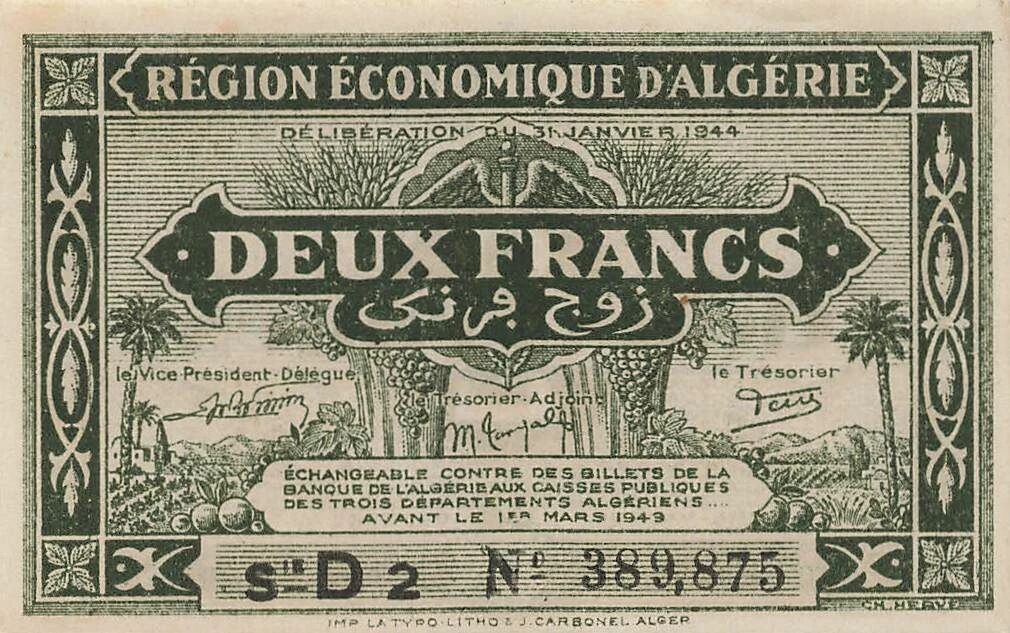 RÉGION ÉCONOMIQUE D'ALGÉRIE
DÉLIBÉRATION DU 31 JANVIER 1944
DEUX FRANCS
زوج فرنك
le Vice-Président-Délégué
le Trésorier-Adjoint
le Trésorier
ÉCHANGEABLE CONTRE DES BILLETS DE LA
BANQUE DE L'ALGÉRIE AUX CAISSES PUBLIQUES
DES TROIS DÉPARTEMENTS ALGÉRIENS....
AVANT LE 1ER MARS 1949
SIE D 2 No 389,875
CH. HERVÉ
IMP LA TYPO-LITHO & J. CARBONEL ALGER